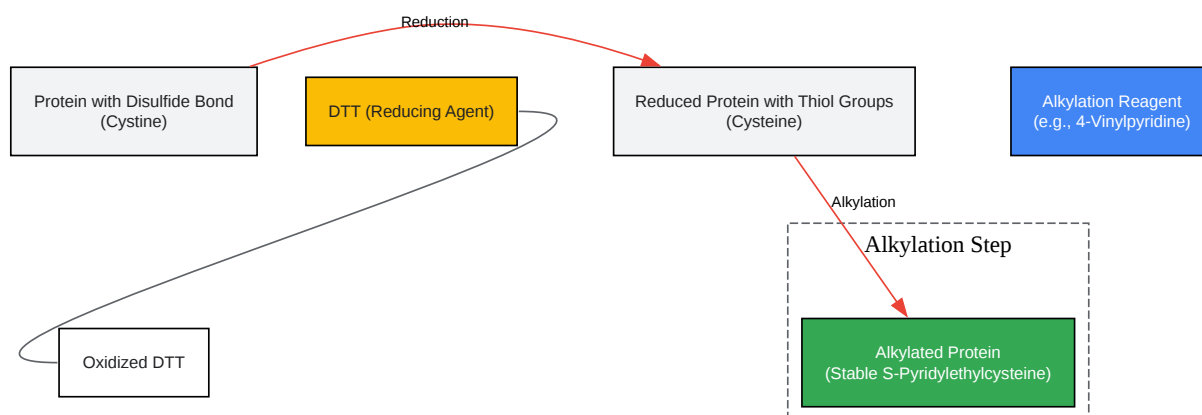 Reduction
Protein with Disulfide Bond
(Cystine)
DTT (Reducing Agent)
Reduced Protein with Thiol Groups
(Cysteine)
Alkylation Reagent
(e.g., 4-Vinylpyridine)
Alkylation
Alkylation Step
Oxidized DTT
Alkylated Protein
(Stable S-Pyridylethylcysteine)